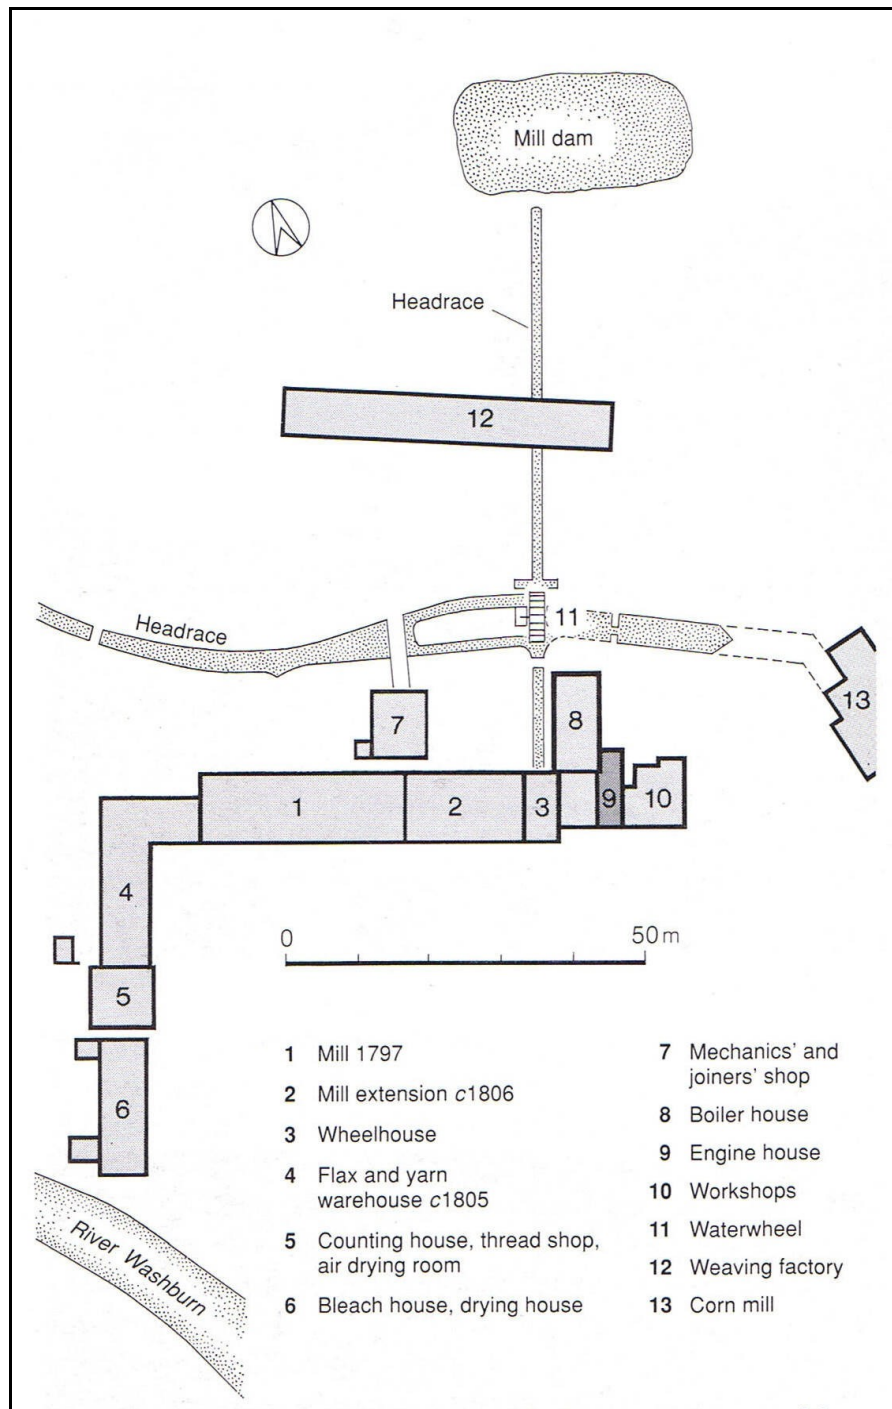 Mill dam
Headrace
12
Headrace
11
13
7
8
1
2
3
9
10
4
0
50m
5
6
River Washburn
1 Mill 1797
2 Mill extension c1806
3 Wheelhouse
4 Flax and yarn
warehouse c1805
5 Counting house, thread shop,
air drying room
6 Bleach house, drying house
7 Mechanics' and
joiners' shop
8 Boiler house
9 Engine house
10 Workshops
11 Waterwheel
12 Weaving factory
13 Corn mill